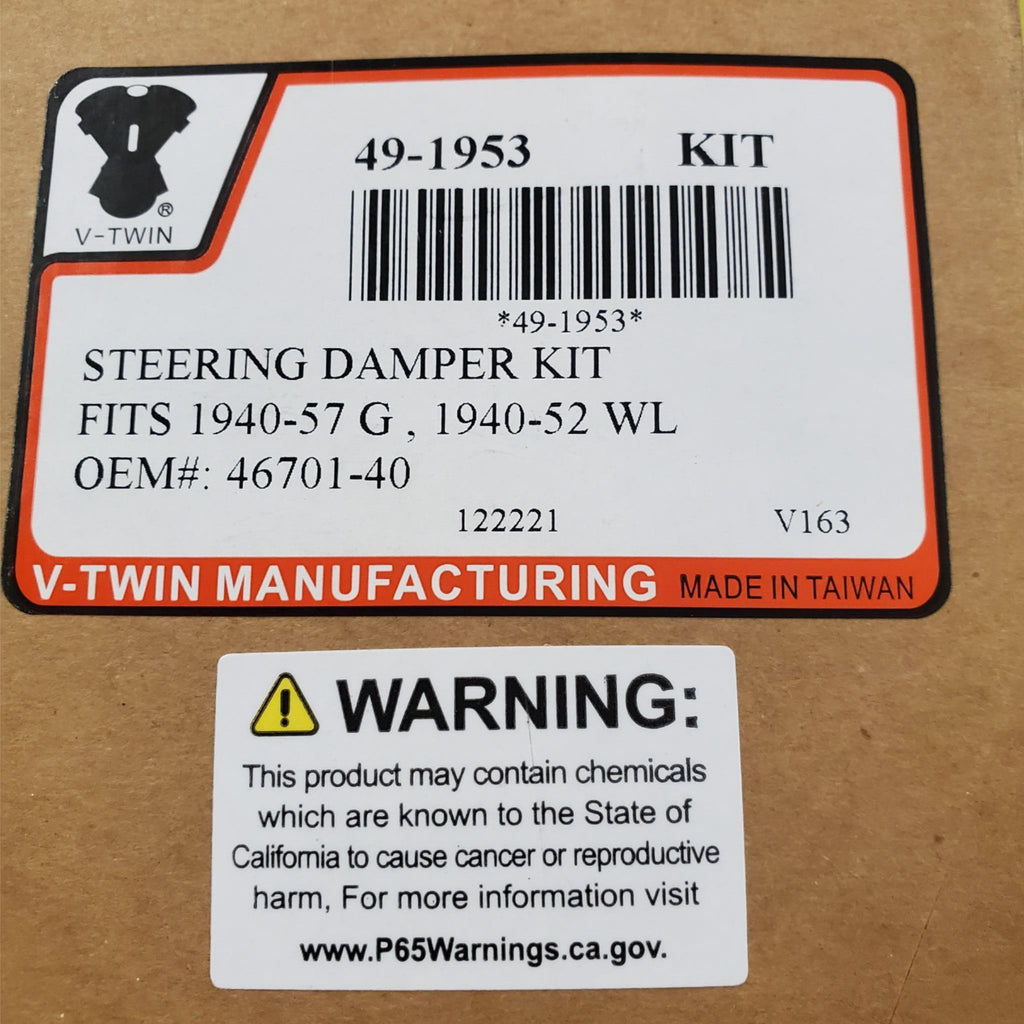 49-1953 KIT
®
V-TWIN
*49-1953*
STEERING DAMPER KIT
FITS 1940-57 G , 1940-52 WL
OEM#: 46701-40
122221 V163
V-TWIN MANUFACTURING MADE IN TAIWAN
WARNING:
This product may contain chemicals
which are known to the State of
California to cause cancer or reproductive
harm, For more information visit
www.P65Warnings.ca.gov.